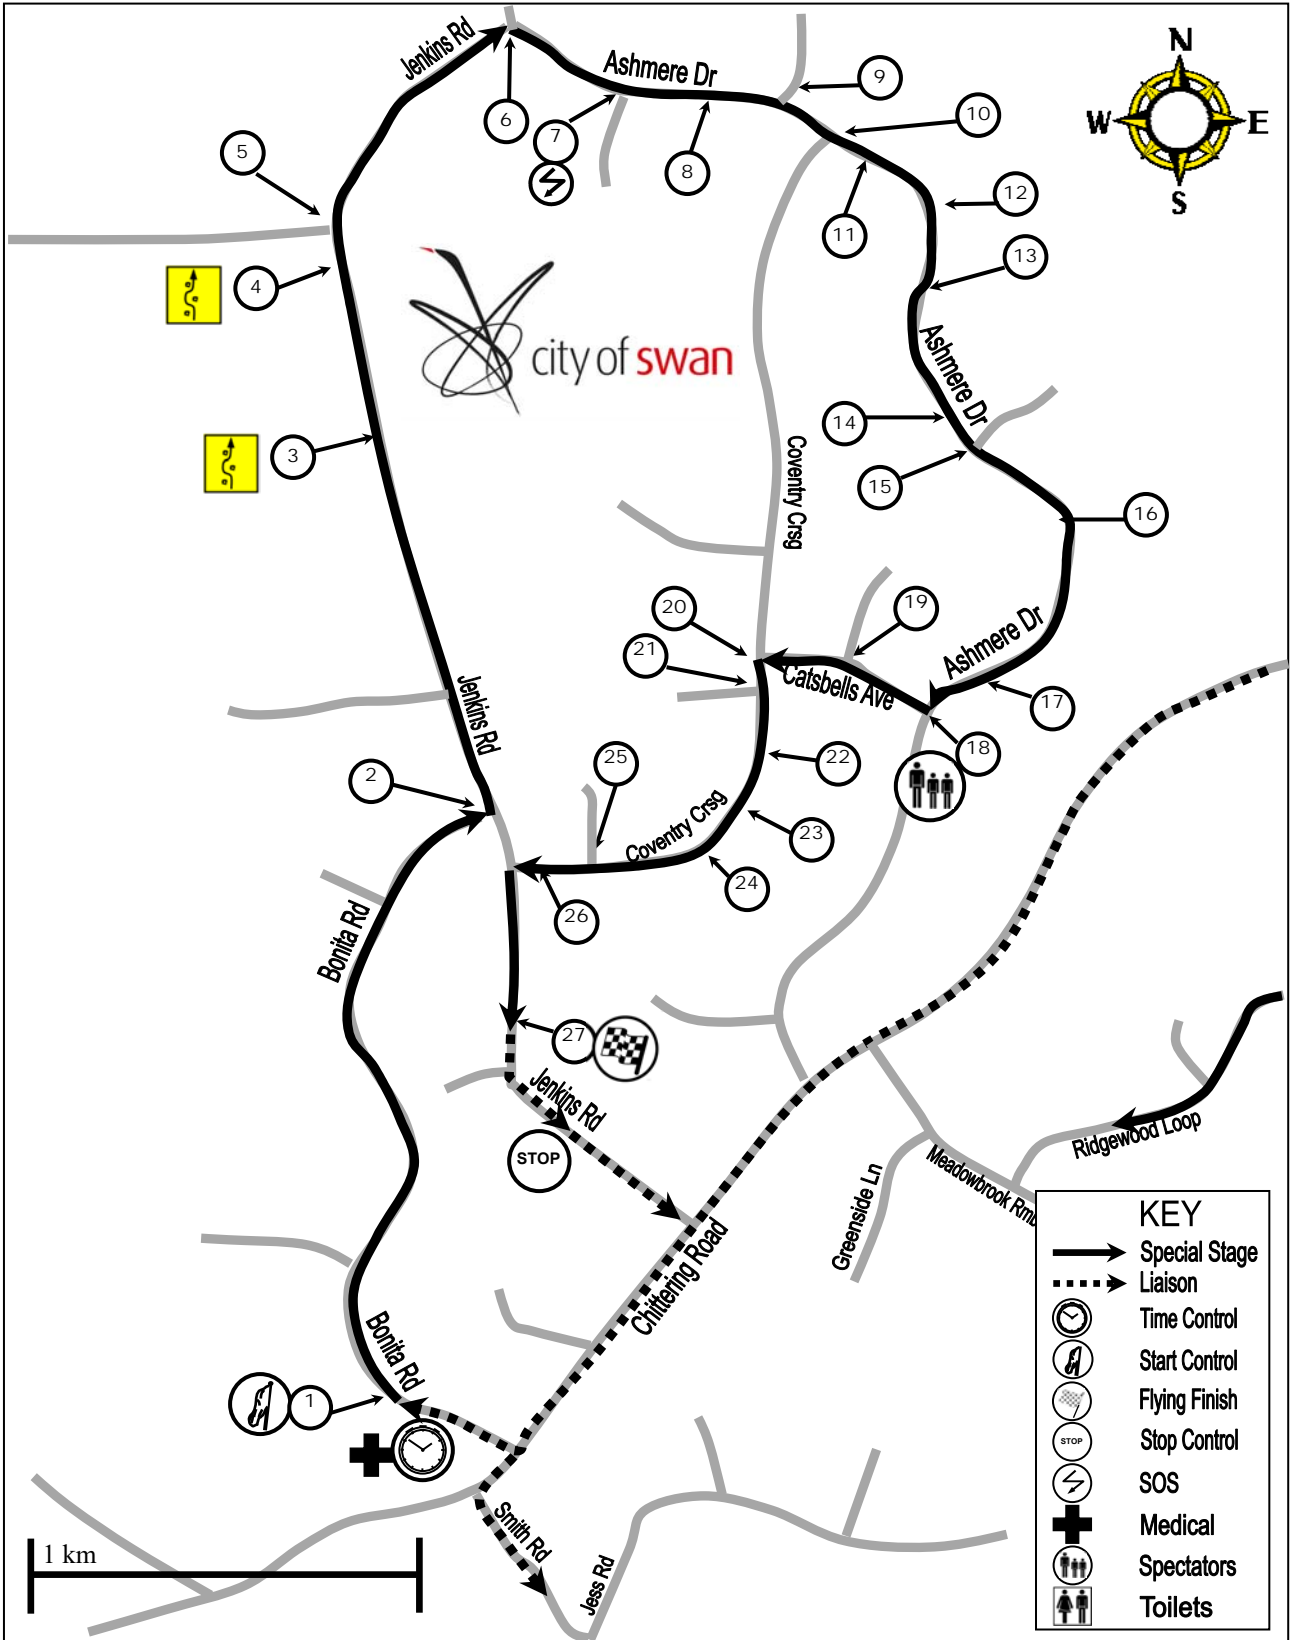 Jenkins Rd
6
Ashmere Dr
7
8
9
10
11
12
13
N
W
E
S
5
4
3
city of swan
Ashmere Dr
14
15
16
Coventry Crsg
20
19
21
Ashmere Dr
Catsbells Ave
17
18
Jenkins Rd
2
25
22
Coventry Crsg
23
24
26
Bonita Rd
27
Jenkins Rd
STOP
Ridgewood Loop
Greenside Ln
Meadowbrook Rmb
Chittering Road
Bonita Rd
1
Smith Rd
Jess Rd
1 km
KEY
Special Stage
Liaison
Time Control
Start Control
Flying Finish
STOP
Stop Control
SOS
Medical
Spectators
Toilets